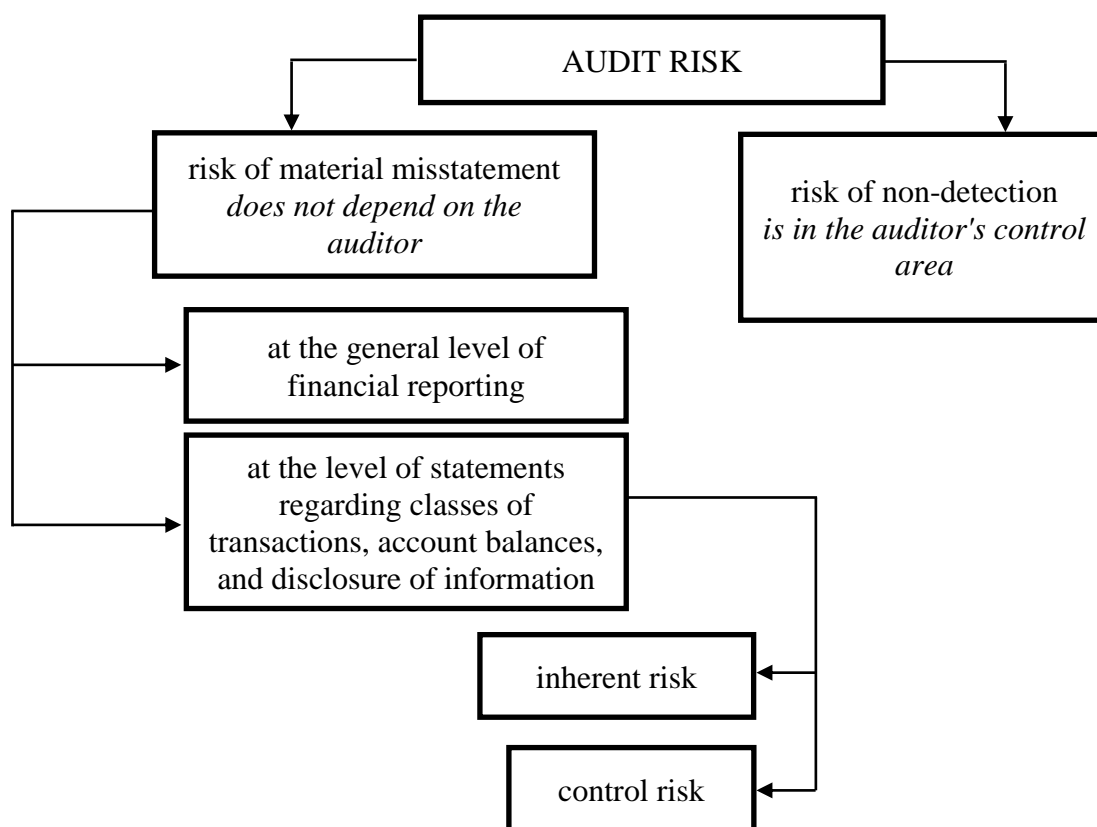 AUDIT RISK
risk of material misstatement
does not depend on the
auditor
risk of non-detection
is in the auditor's control
area
at the general level of
financial reporting
at the level of statements
regarding classes of
transactions, account balances,
and disclosure of information
inherent risk
control risk